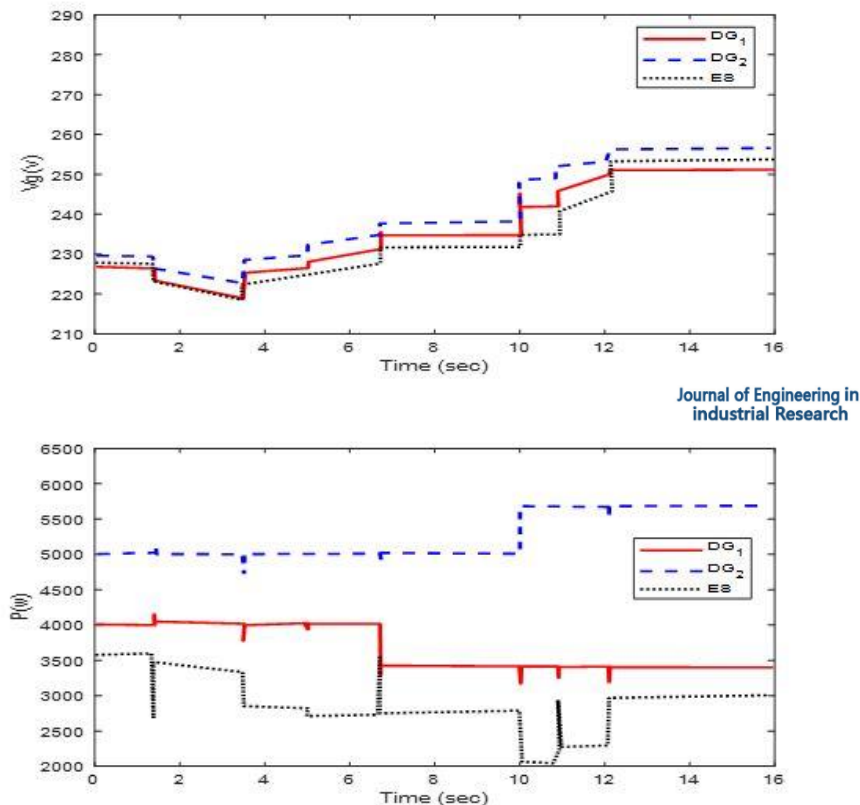 290
280
270
260
250
240
230
220
210
Vg(v)
0 2 4 6 8 10 12 14 16
Time (sec)
DG1
DG2
ES
Journal of Engineering in
industrial Research
6500
6000
5500
5000
4500
4000
3500
3000
2500
2000
P(w)
0 2 4 6 8 10 12 14 16
Time (sec)
DG1
DG2
ES